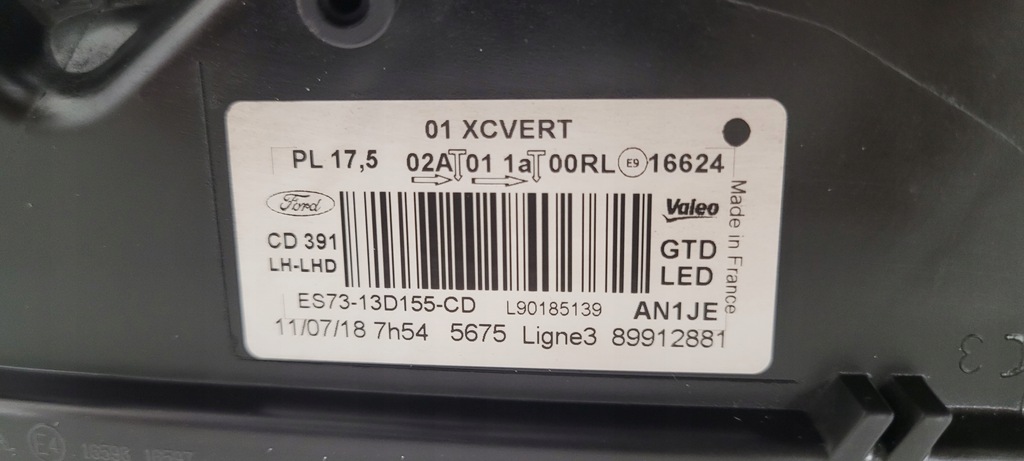 01 XCVERT
PL 17,5 02A 01 1a 00RL E9 16624
Ford
Valeo
Made in France
CD 391
GTD
LH-LHD
LED
ES73-13D155-CD L90185139 AN1JE
11/07/18 7h54 5675 Ligne3 89912881
E4